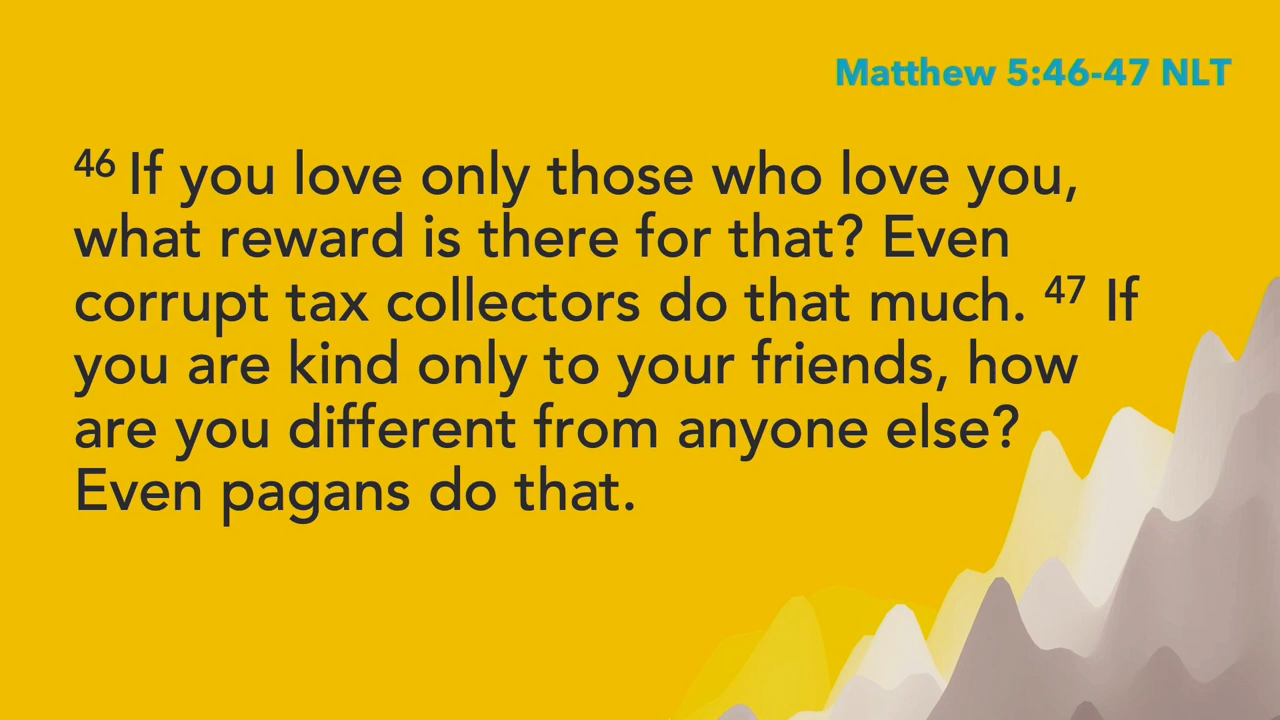 Matthew 5:46-47 NLT
46 If you love only those who love you,
what reward is there for that? Even
corrupt tax collectors do that much. 47 If
you are kind only to your friends, how
are you different from anyone else?
Even pagans do that.